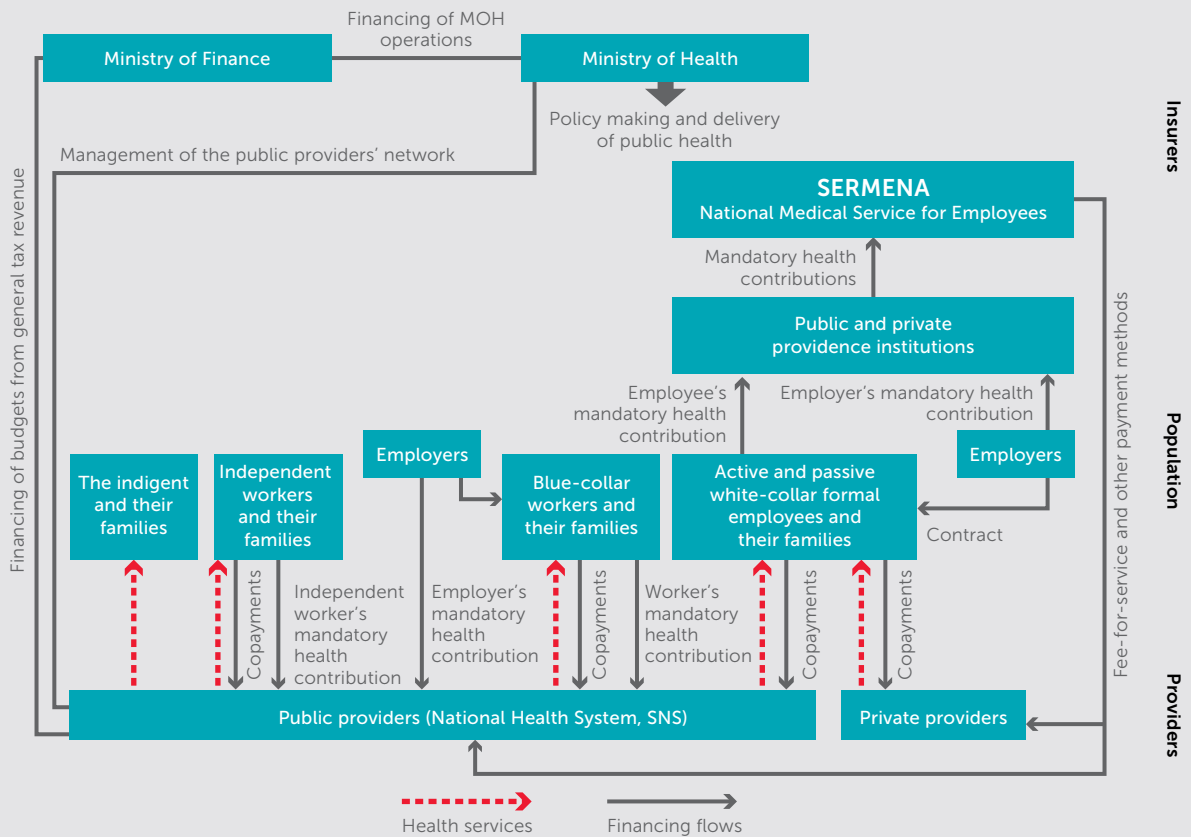 Financing of MOH
operations
Ministry of Finance
Ministry of Health
Policy making and delivery
of public health
Management of the public providers’ network
SERMENA
National Medical Service for Employees
Mandatory health
contributions
Public and private
providence institutions
Employee’s
mandatory health
contribution
Employer’s mandatory health
contribution
The indigent
and their
families
Independent
workers
and their
families
Employers
Blue-collar
workers and
their families
Active and passive
white-collar formal
employees and
their families
Employers
Contract
Copayments
Independent
worker’s
mandatory
health
contribution
Employer’s
mandatory
health
contribution
Copayments
Worker’s
mandatory
health
contribution
Copayments
Copayments
Public providers (National Health System, SNS)
Private providers
Financing of budgets from general tax revenue
Fee-for-service and other payment methods
Insurers
Population
Providers
Health services
Financing flows